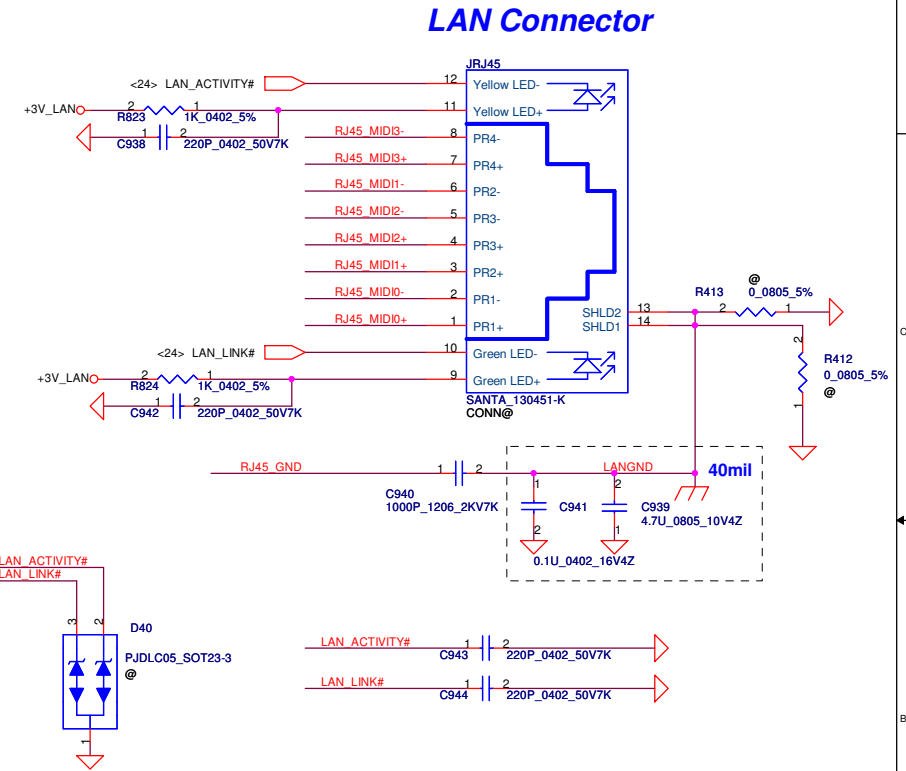 LAN Connector
JRJ45
<24> LAN_ACTIVITY# 12 Yellow LED-
+3V_LAN 2 1 11 Yellow LED+
R823 1K_0402_5%
1 2
C938 220P_0402_50V7K
RJ45_MIDI3- 8 PR4-
RJ45_MIDI3+ 7 PR4+
RJ45_MIDI1- 6 PR2-
RJ45_MIDI2- 5 PR3-
RJ45_MIDI2+ 4 PR3+
RJ45_MIDI1+ 3 PR2+
RJ45_MIDI0- 2 PR1-
RJ45_MIDI0+ 1 PR1+
SHLD2 13
SHLD1 14
@
R413 0_0805_5%
2 1
2
R412
0_0805_5%
@
1
<24> LAN_LINK# 10 Green LED-
+3V_LAN 2 1 9 Green LED+
R824 1K_0402_5%
1 2
C942 220P_0402_50V7K
SANTA_130451-K
CONN@
RJ45_GND 1 2 LANGND 40mil
C940
1000P_1206_2KV7K
1
C941
2
0.1U_0402_16V4Z
2
C939
4.7U_0805_10V4Z
1
LAN_ACTIVITY#
LAN_LINK#
3 2
D40
PJDLC05_SOT23-3
@
1
LAN_ACTIVITY# 1 2
C943 220P_0402_50V7K
LAN_LINK# 1 2
C944 220P_0402_50V7K
C
B